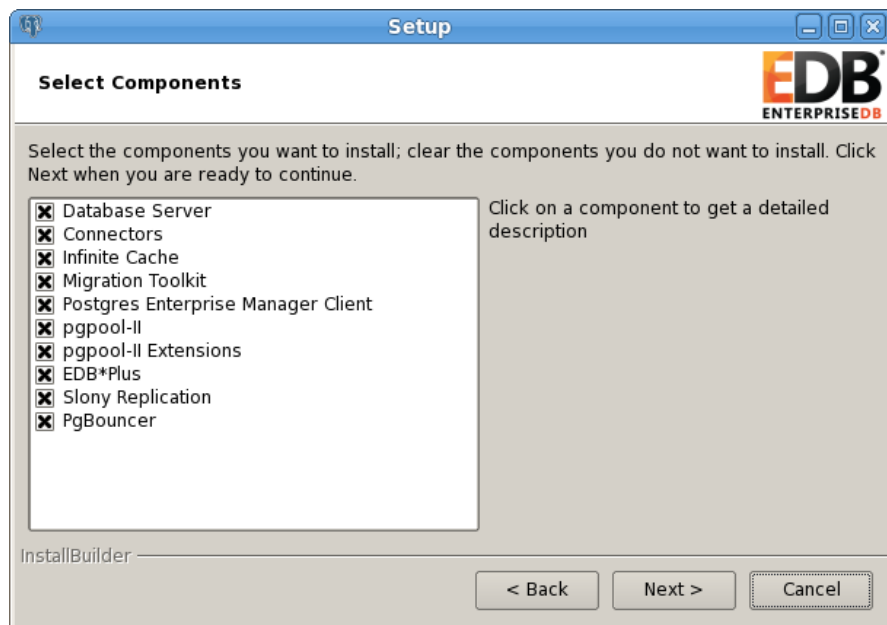 Setup
Select Components
EDB
ENTERPRISEDB
Select the components you want to install; clear the components you do not want to install. Click
Next when you are ready to continue.
Database Server
Connectors
Infinite Cache
Migration Toolkit
Postgres Enterprise Manager Client
pgpool-II
pgpool-II Extensions
EDB*Plus
Slony Replication
PgBouncer
Click on a component to get a detailed
description
InstallBuilder
< Back
Next >
Cancel